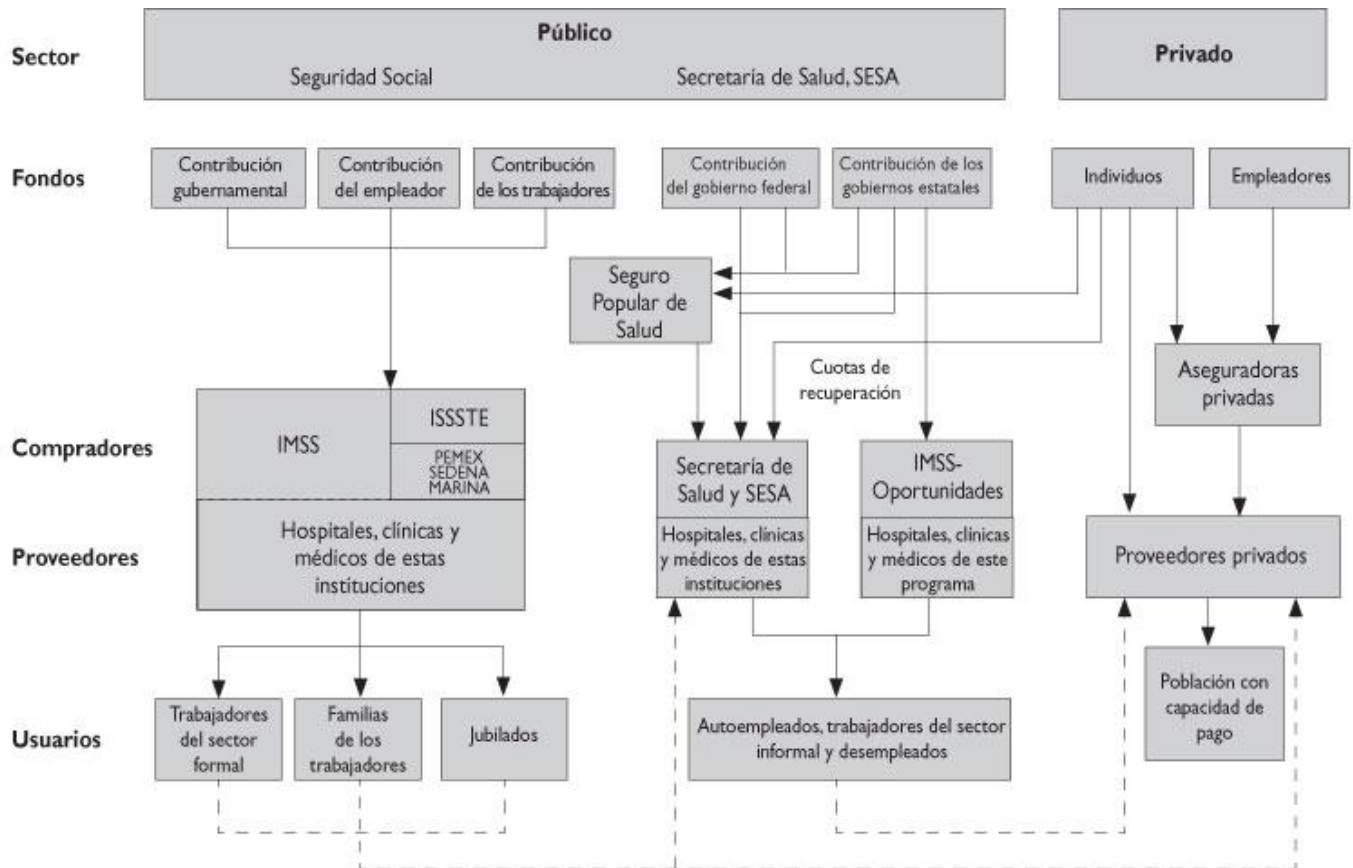 Sector
Público
Seguridad Social
Secretaría de Salud, SESA
Privado
Fondos
Contribución
gubernamental
Contribución
del empleador
Contribución
de los trabajadores
Contribución
del gobierno federal
Contribución de los
gobiernos estatales
Individuos
Empleadores
Seguro
Popular de
Salud
Cuotas de
recuperación
Aseguradoras
privadas
Compradores
IMSS
ISSSTE
PEMEX
SEDENA
MARINA
Secretaría de
Salud y SESA
IMSS-
Oportunidades
Proveedores
Hospitales, clínicas y
médicos de estas
instituciones
Hospitales, clínicas
y médicos de estas
instituciones
Hospitales, clínicas
y médicos de este
programa
Proveedores privados
Usuarios
Trabajadores
del sector
formal
Familias
de los
trabajadores
Jubilados
Autoempleados, trabajadores del sector
informal y desempleados
Población con
capacidad de
pago